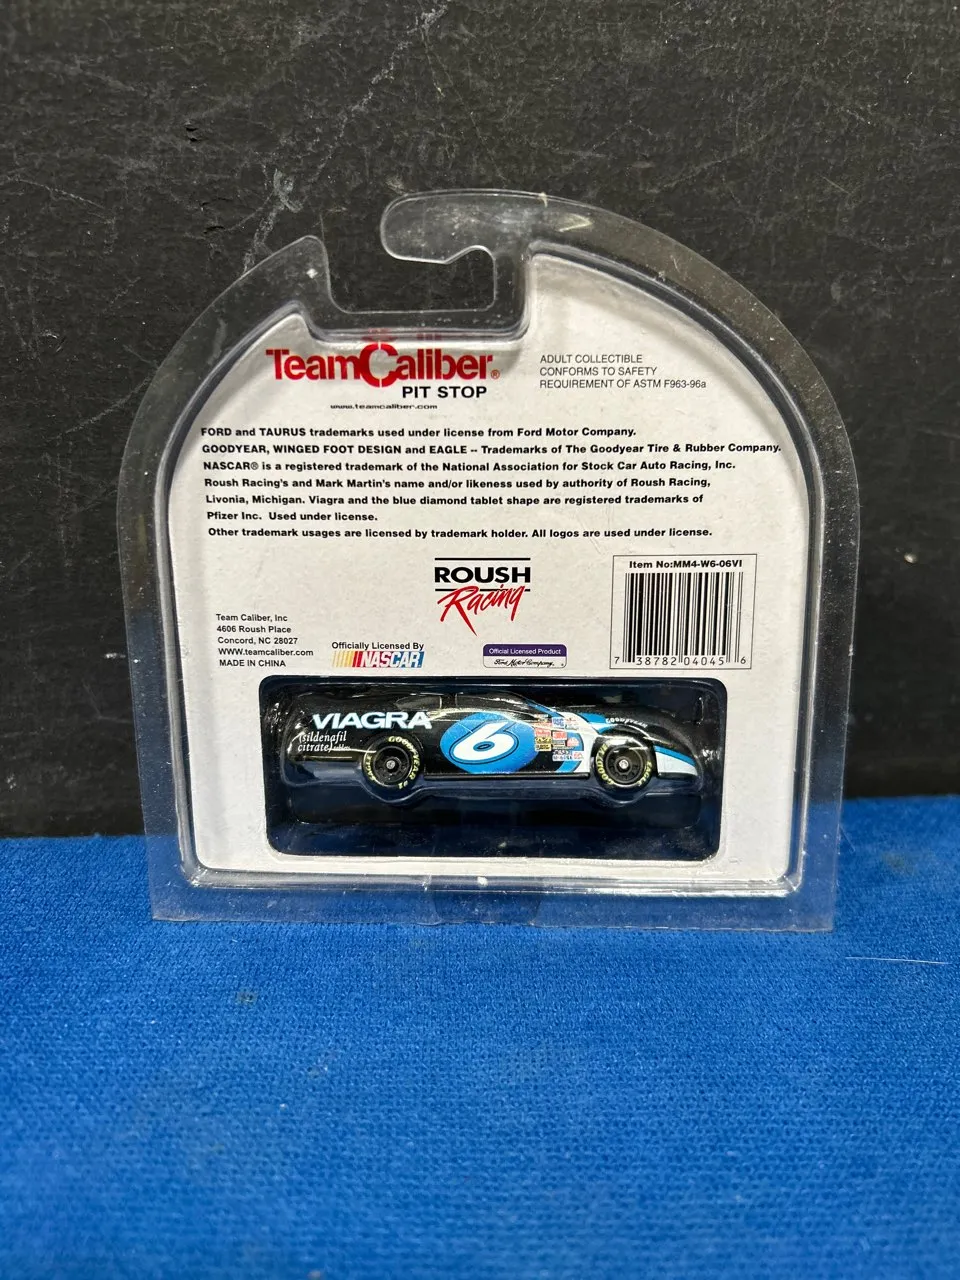 TeamCaliber®
PIT STOP
www.teamcaliber.com
ADULT COLLECTIBLE
CONFORMS TO SAFETY
REQUIREMENT OF ASTM F963-96a
FORD and TAURUS trademarks used under license from Ford Motor Company.
GOODYEAR, WINGED FOOT DESIGN and EAGLE -- Trademarks of The Goodyear Tire & Rubber Company.
NASCAR® is a registered trademark of the National Association for Stock Car Auto Racing, Inc.
Roush Racing's and Mark Martin's name and/or likeness used by authority of Roush Racing,
Livonia, Michigan. Viagra and the blue diamond tablet shape are registered trademarks of
Pfizer Inc. Used under license.
Other trademark usages are licensed by trademark holder. All logos are used under license.
ROUSH
Racing
Item No:MM4-W6-06VI
7 38782 04045 6
Team Caliber, Inc
4606 Roush Place
Concord, NC 28027
WWW.teamcaliber.com
MADE IN CHINA
Officially Licensed By
NASCAR
Official Licensed Product
Ford Motor Company
VIAGRA
(sildenafil
citrate)
6
GOODYEAR
GOODYEAR
GOODYEAR